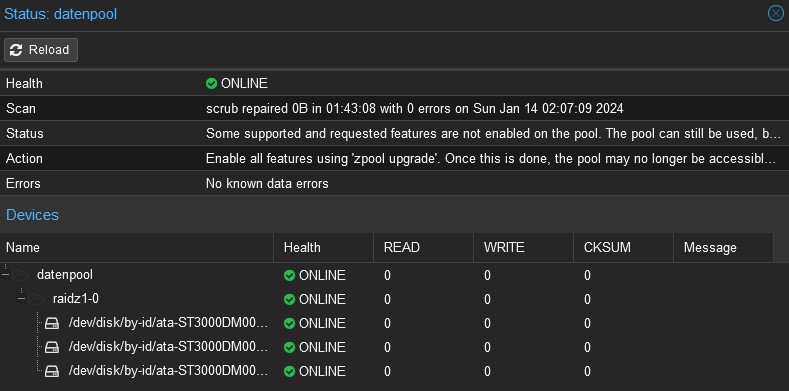 Status: datenpool
Reload
Health ONLINE
Scan scrub repaired 0B in 01:43:08 with 0 errors on Sun Jan 14 02:07:09 2024
Status Some supported and requested features are not enabled on the pool. The pool can still be used, b...
Action Enable all features using 'zpool upgrade'. Once this is done, the pool may no longer be accessibl...
Errors No known data errors
Devices
Name Health READ WRITE CKSUM Message
datenpool ONLINE 0 0 0
raidz1-0 ONLINE 0 0 0
/dev/disk/by-id/ata-ST3000DM00... ONLINE 0 0 0
/dev/disk/by-id/ata-ST3000DM00... ONLINE 0 0 0
/dev/disk/by-id/ata-ST3000DM00... ONLINE 0 0 0